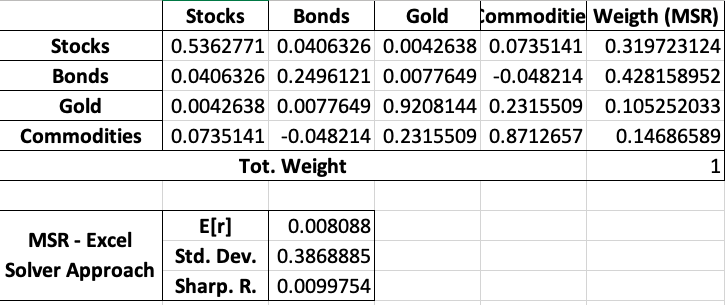 Stocks Bonds Gold Commoditie Weigth (MSR)
Stocks 0.5362771 0.0406326 0.0042638 0.0735141 0.319723124
Bonds 0.0406326 0.2496121 0.0077649 -0.048214 0.428158952
Gold 0.0042638 0.0077649 0.9208144 0.2315509 0.105252033
Commodities 0.0735141 -0.048214 0.2315509 0.8712657 0.14686589
Tot. Weight 1
MSR - Excel
Solver Approach
E[r] 0.008088
Std. Dev. 0.3868885
Sharp. R. 0.0099754